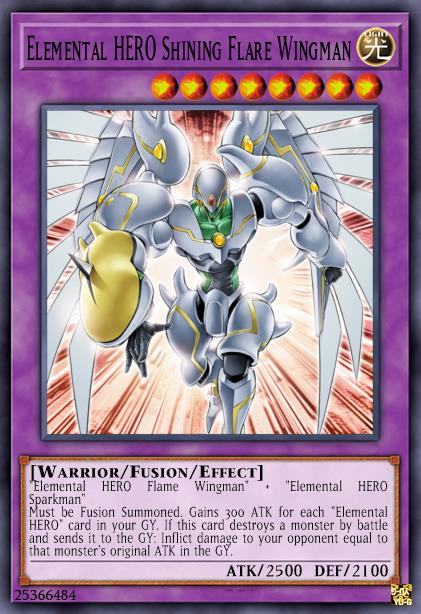 Elemental HERO Shining Flare Wingman
LIGHT
光
[Warrior/Fusion/Effect]
"Elemental HERO Flame Wingman" + "Elemental HERO
Sparkman"
Must be Fusion Summoned. Gains 300 ATK for each "Elemental
HERO" card in your GY. If this card destroys a monster by battle
and sends it to the GY: Inflict damage to your opponent equal to
that monster's original ATK in the GY.
ATK/2500 DEF/2100
25366484